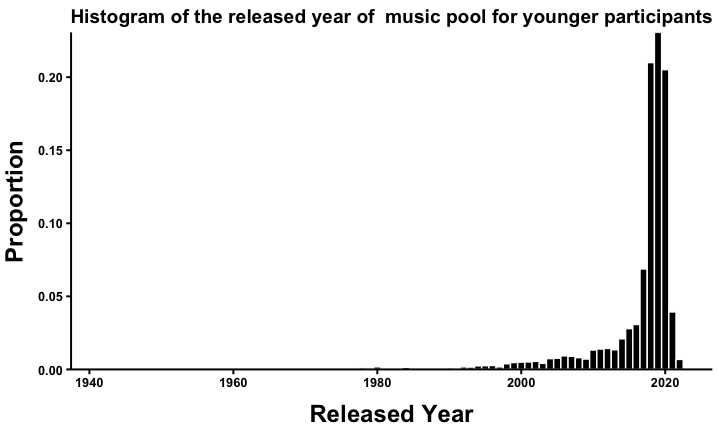 Histogram of the released year of  music pool for younger participants
Proportion
0.20
0.15
0.10
0.05
0.00
1940 1960 1980 2000 2020
Released Year